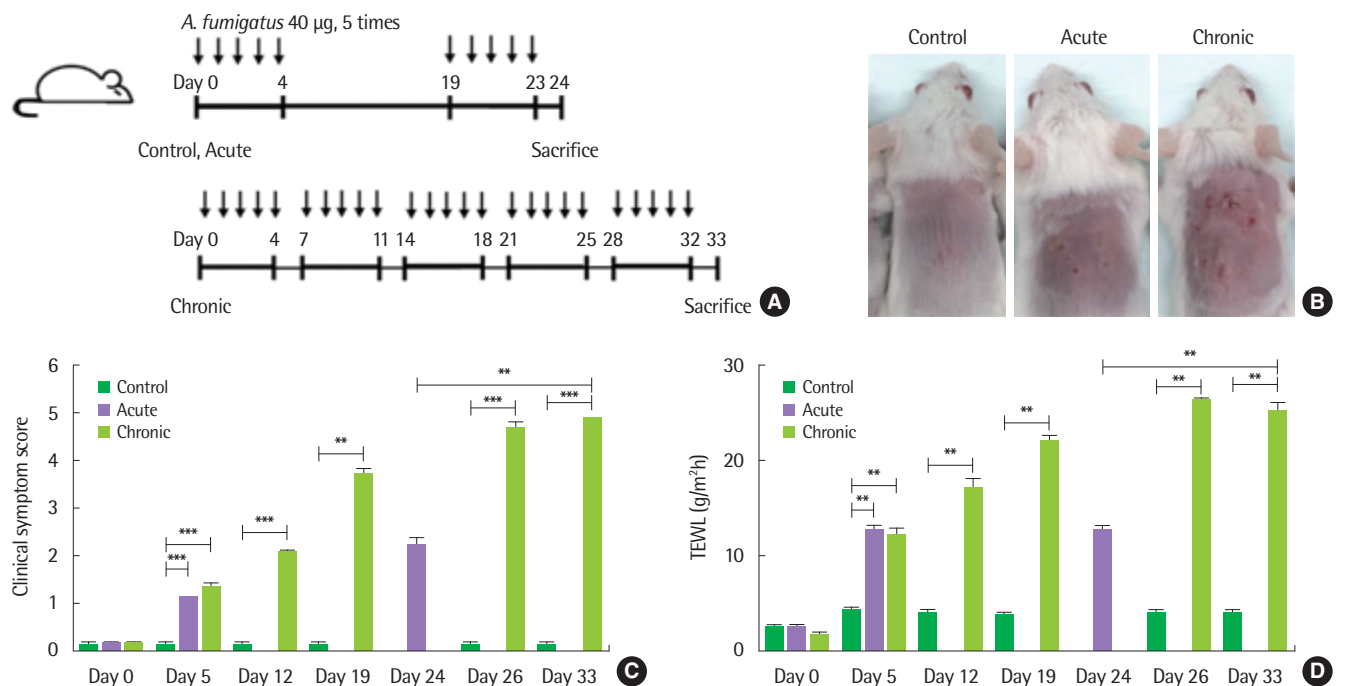 A. fumigatus 40 μg, 5 times
Day 0 4 19 23 24
Control, Acute Sacrifice
Day 0 4 7 11 14 18 21 25 28 32 33
Chronic Sacrifice
A
Control Acute Chronic
B
6
5
4
3
2
1
0
Clinical symptom score
Control
Acute
Chronic
***
***
***
**
***
***
**
Day 0 Day 5 Day 12 Day 19 Day 24 Day 26 Day 33
C
30
20
10
0
TEWL (g/m²h)
Control
Acute
Chronic
**
**
**
**
**
**
**
Day 0 Day 5 Day 12 Day 19 Day 24 Day 26 Day 33
D